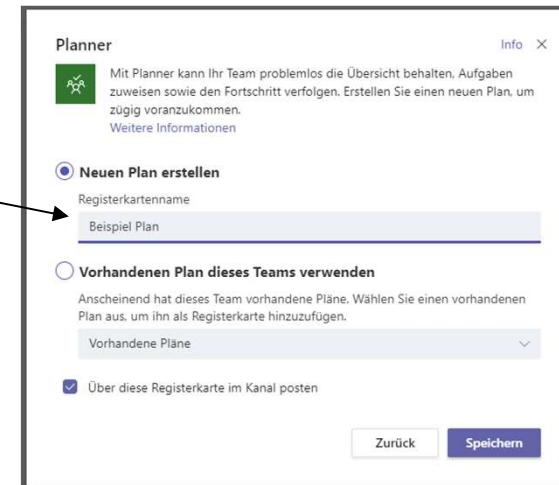 Planner
Info
Mit Planner kann Ihr Team problemlos die Übersicht behalten, Aufgaben
zuweisen sowie den Fortschritt verfolgen. Erstellen Sie einen neuen Plan, um
zügig voranzukommen.
Weitere Informationen
Neuen Plan erstellen
Registerkartenname
Beispiel Plan
Vorhandenen Plan dieses Teams verwenden
Anscheinend hat dieses Team vorhandene Pläne. Wählen Sie einen vorhandenen
Plan aus, um ihn als Registerkarte hinzuzufügen.
Vorhandene Pläne
Über diese Registerkarte im Kanal posten
Zurück
Speichern